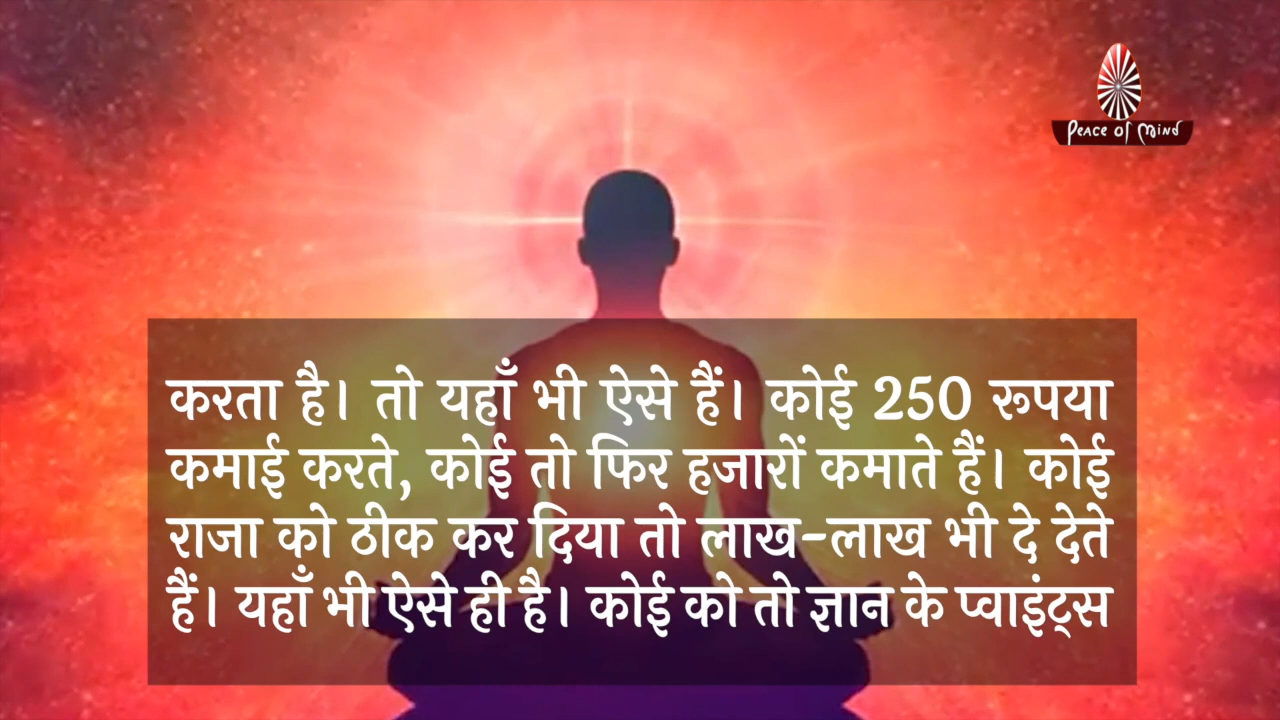 Peace of Mind
करता है। तो यहाँ भी ऐसे हैं। कोई 250 रूपया
कमाई करते, कोई तो फिर हजारों कमाते हैं। कोई
राजा को ठीक कर दिया तो लाख-लाख भी दे देते
हैं। यहाँ भी ऐसे ही है। कोई को तो ज्ञान के प्वाइंट्स